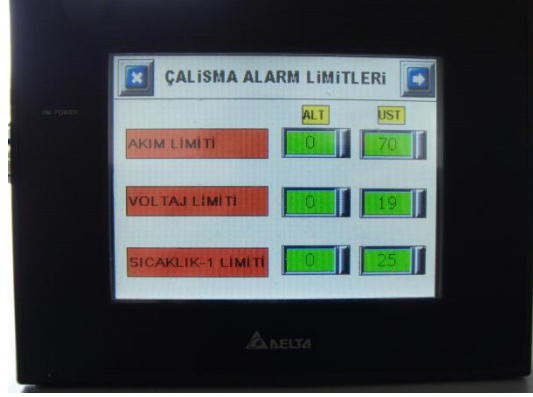 ÇALiSMA ALARM LiMiTLERi
ALT UST
AKIM LİMİTİ 0 70
VOLTAJ LİMİTİ 0 19
SICAKLIK-1 LİMİTİ 0 25
DELTA